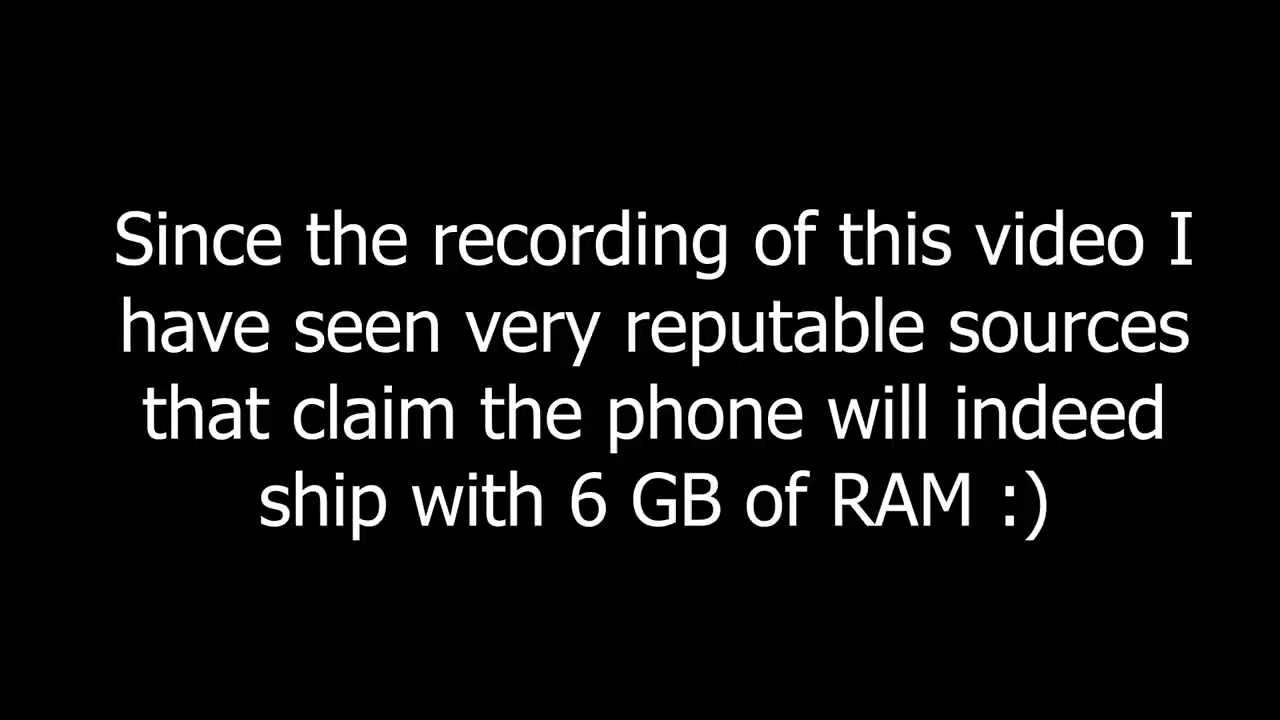 Since the recording of this video I
have seen very reputable sources
that claim the phone will indeed
ship with 6 GB of RAM :)